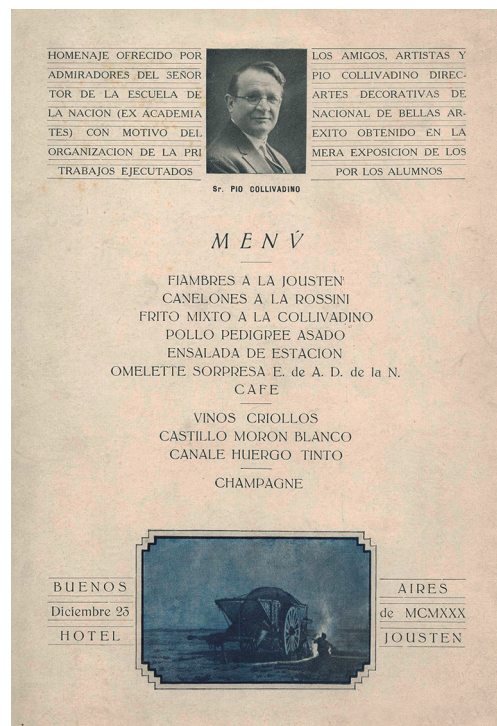 HOMENAJE OFRECIDO POR LOS AMIGOS, ARTISTAS Y
ADMIRADORES DEL SEÑOR PIO COLLIVADINO DIREC-
TOR DE LA ESCUELA DE ARTES DECORATIVAS DE
LA NACION (EX ACADEMIA NACIONAL DE BELLAS AR-
TES) CON MOTIVO DEL EXITO OBTENIDO EN LA
ORGANIZACION DE LA PRI MERA EXPOSICION DE LOS
TRABAJOS EJECUTADOS POR LOS ALUMNOS
Sr. PIO COLLIVADINO
MENÚ
FIAMBRES A LA JOUSTEN
CANELONES A LA ROSSINI
FRITO MIXTO A LA COLLIVADINO
POLLO PEDIGREE ASADO
ENSALADA DE ESTACION
OMELETTE SORPRESA E. de A. D. de la N.
CAFE
VINOS CRIOLLOS
CASTILLO MORON BLANCO
CANALE HUERGO TINTO
CHAMPAGNE
BUENOS AIRES
Diciembre 23 de MCMXXX
HOTEL JOUSTEN